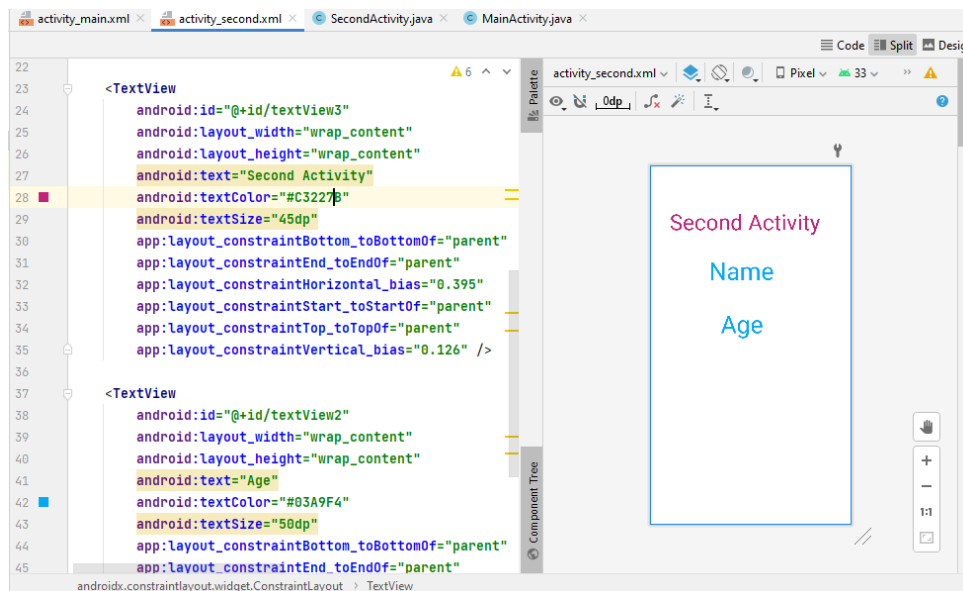 activity_main.xml × activity_second.xml × SecondActivity.java × MainActivity.java ×
Code Split Desi
22
23 <TextView
24 android:id="@+id/textView3"
25 android:layout_width="wrap_content"
26 android:layout_height="wrap_content"
27 android:text="Second Activity"
28 android:textColor="#C3227B"
29 android:textSize="45dp"
30 app:layout_constraintBottom_toBottomOf="parent"
31 app:layout_constraintEnd_toEndOf="parent"
32 app:layout_constraintHorizontal_bias="0.395"
33 app:layout_constraintStart_toStartOf="parent"
34 app:layout_constraintTop_toTopOf="parent"
35 app:layout_constraintVertical_bias="0.126" />
36
37 <TextView
38 android:id="@+id/textView2"
39 android:layout_width="wrap_content"
40 android:layout_height="wrap_content"
41 android:text="Age"
42 android:textColor="#03A9F4"
43 android:textSize="50dp"
44 app:layout_constraintBottom_toBottomOf="parent"
45 app:layout_constraintEnd_toEndOf="parent"
6
Palette
Component Tree
activity_second.xml Pixel 33 »
0dp
Second Activity
Name
Age
+
−
1:1
androidx.constraintlayout.widget.ConstraintLayout > TextView